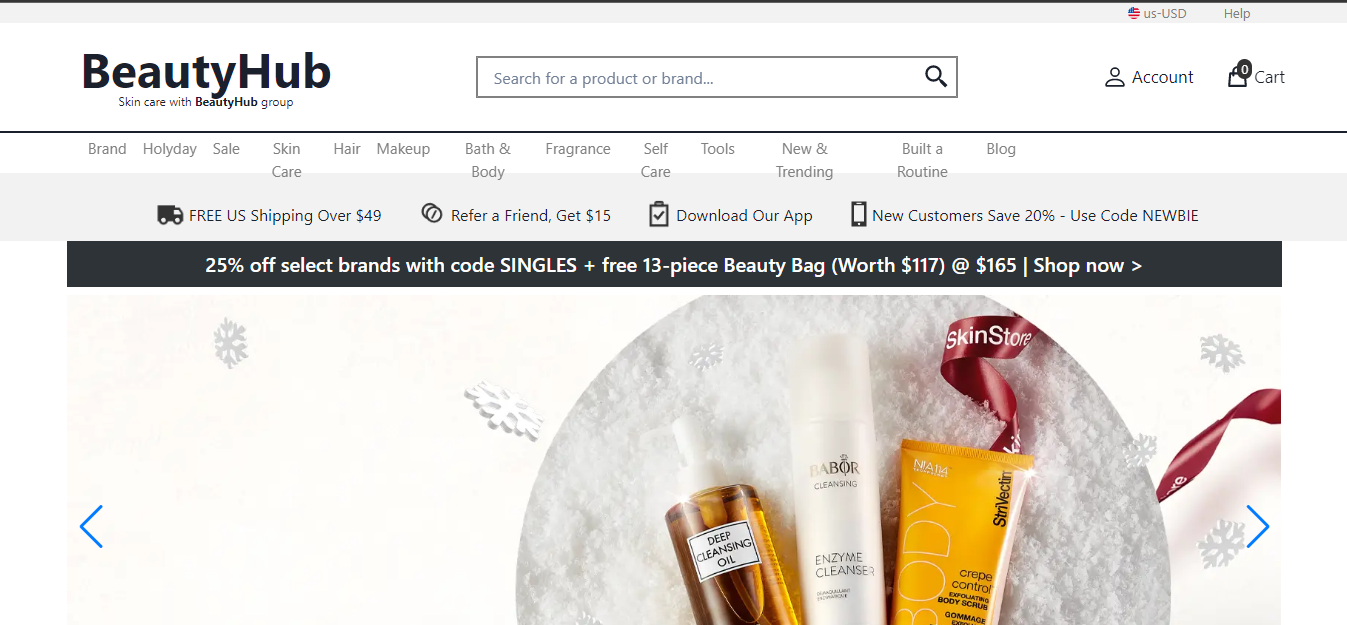 us-USD Help
BeautyHub
Skin care with BeautyHub group
Search for a product or brand...
Account
0
Cart
Brand Holyday Sale Skin Care Hair Makeup Bath & Body Fragrance Self Care Tools New & Trending Built a Routine Blog
FREE US Shipping Over $49 Refer a Friend, Get $15 Download Our App New Customers Save 20% - Use Code NEWBIE
25% off select brands with code SINGLES + free 13-piece Beauty Bag (Worth $117) @ $165 | Shop now >
SkinStore
BABOR
CLEANSING
ENZYME
CLEANSER
DEEP
CLEANSING
OIL
StriVectin
BODY
crepe
control
EXFOLIATING
BODY SCRUB
GOMMAGE